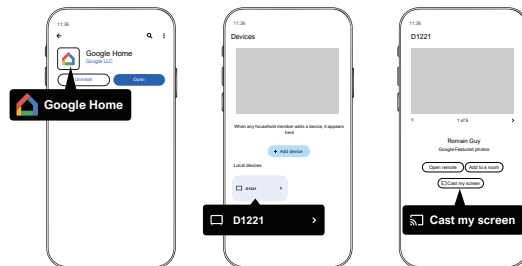 11:36
Google Home
Google LLC
Uninstall
Open
Google Home
11:36
Devices
When any household member adds a device, it appears
here
+ Add device
Local devices
D1221
D1221
11:36
D1221
1 of 5
Romain Guy
Google Featured photos
Open remote
Add to a room
Cast my screen
Cast my screen